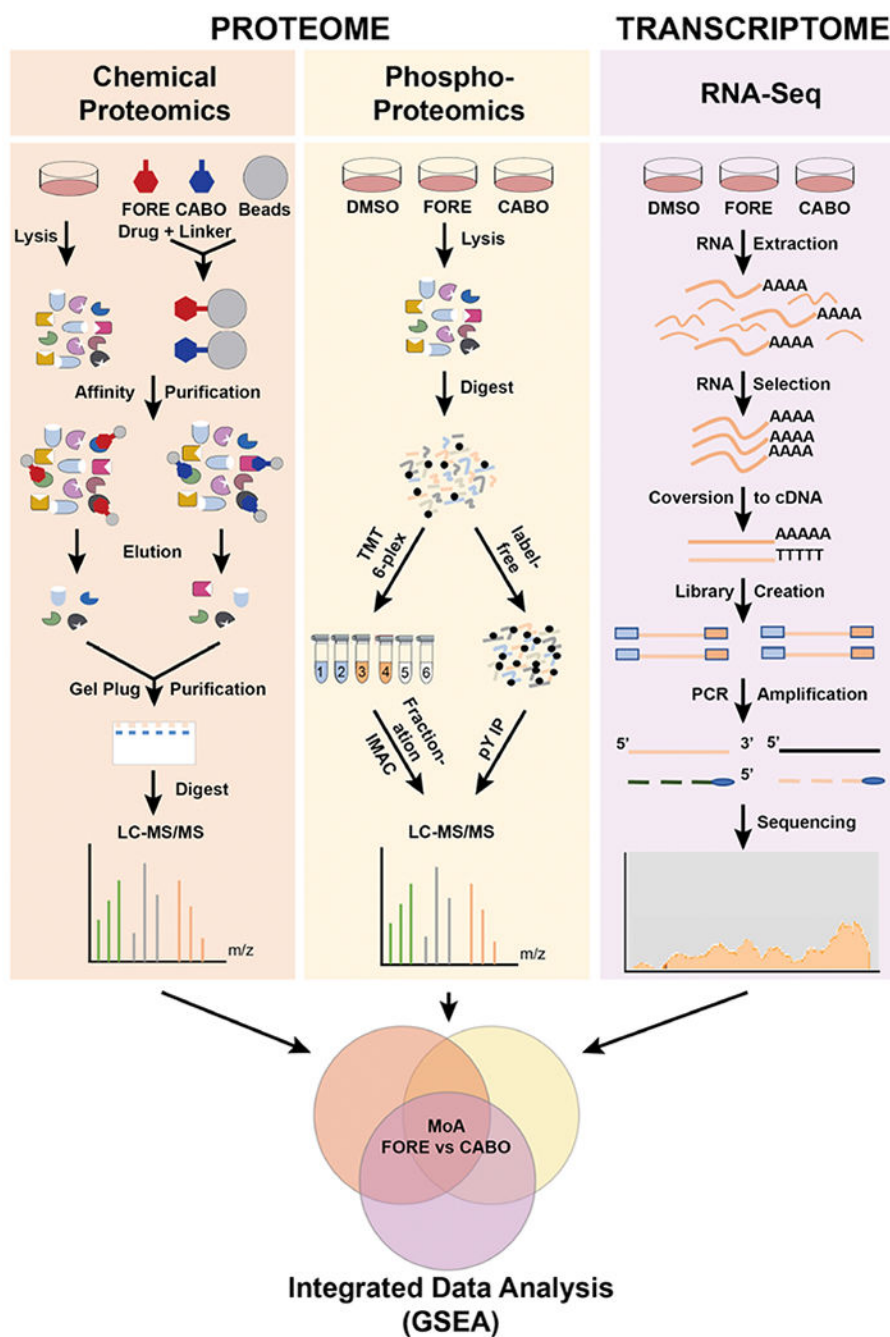 PROTEOME
TRANSCRIPTOME
Chemical
Proteomics
FORE CABO
Beads
Drug + Linker
Lysis
Affinity Purification
Elution
Gel Plug Purification
Digest
LC-MS/MS
m/z
Phospho-
Proteomics
DMSO FORE CABO
Lysis
Digest
TMT
6-plex
label-
free
1 2 3 4 5 6
Fraction-
ation
IMAC
pY IP
LC-MS/MS
m/z
RNA-Seq
DMSO FORE CABO
RNA Extraction
AAAA
AAAA
AAAA
RNA Selection
AAAA
AAAA
AAAA
Coversion to cDNA
AAAAA
TTTTT
Library Creation
PCR Amplification
5’ 3’ 5’
5’
Sequencing
MoA
FORE vs CABO
Integrated Data Analysis
(GSEA)